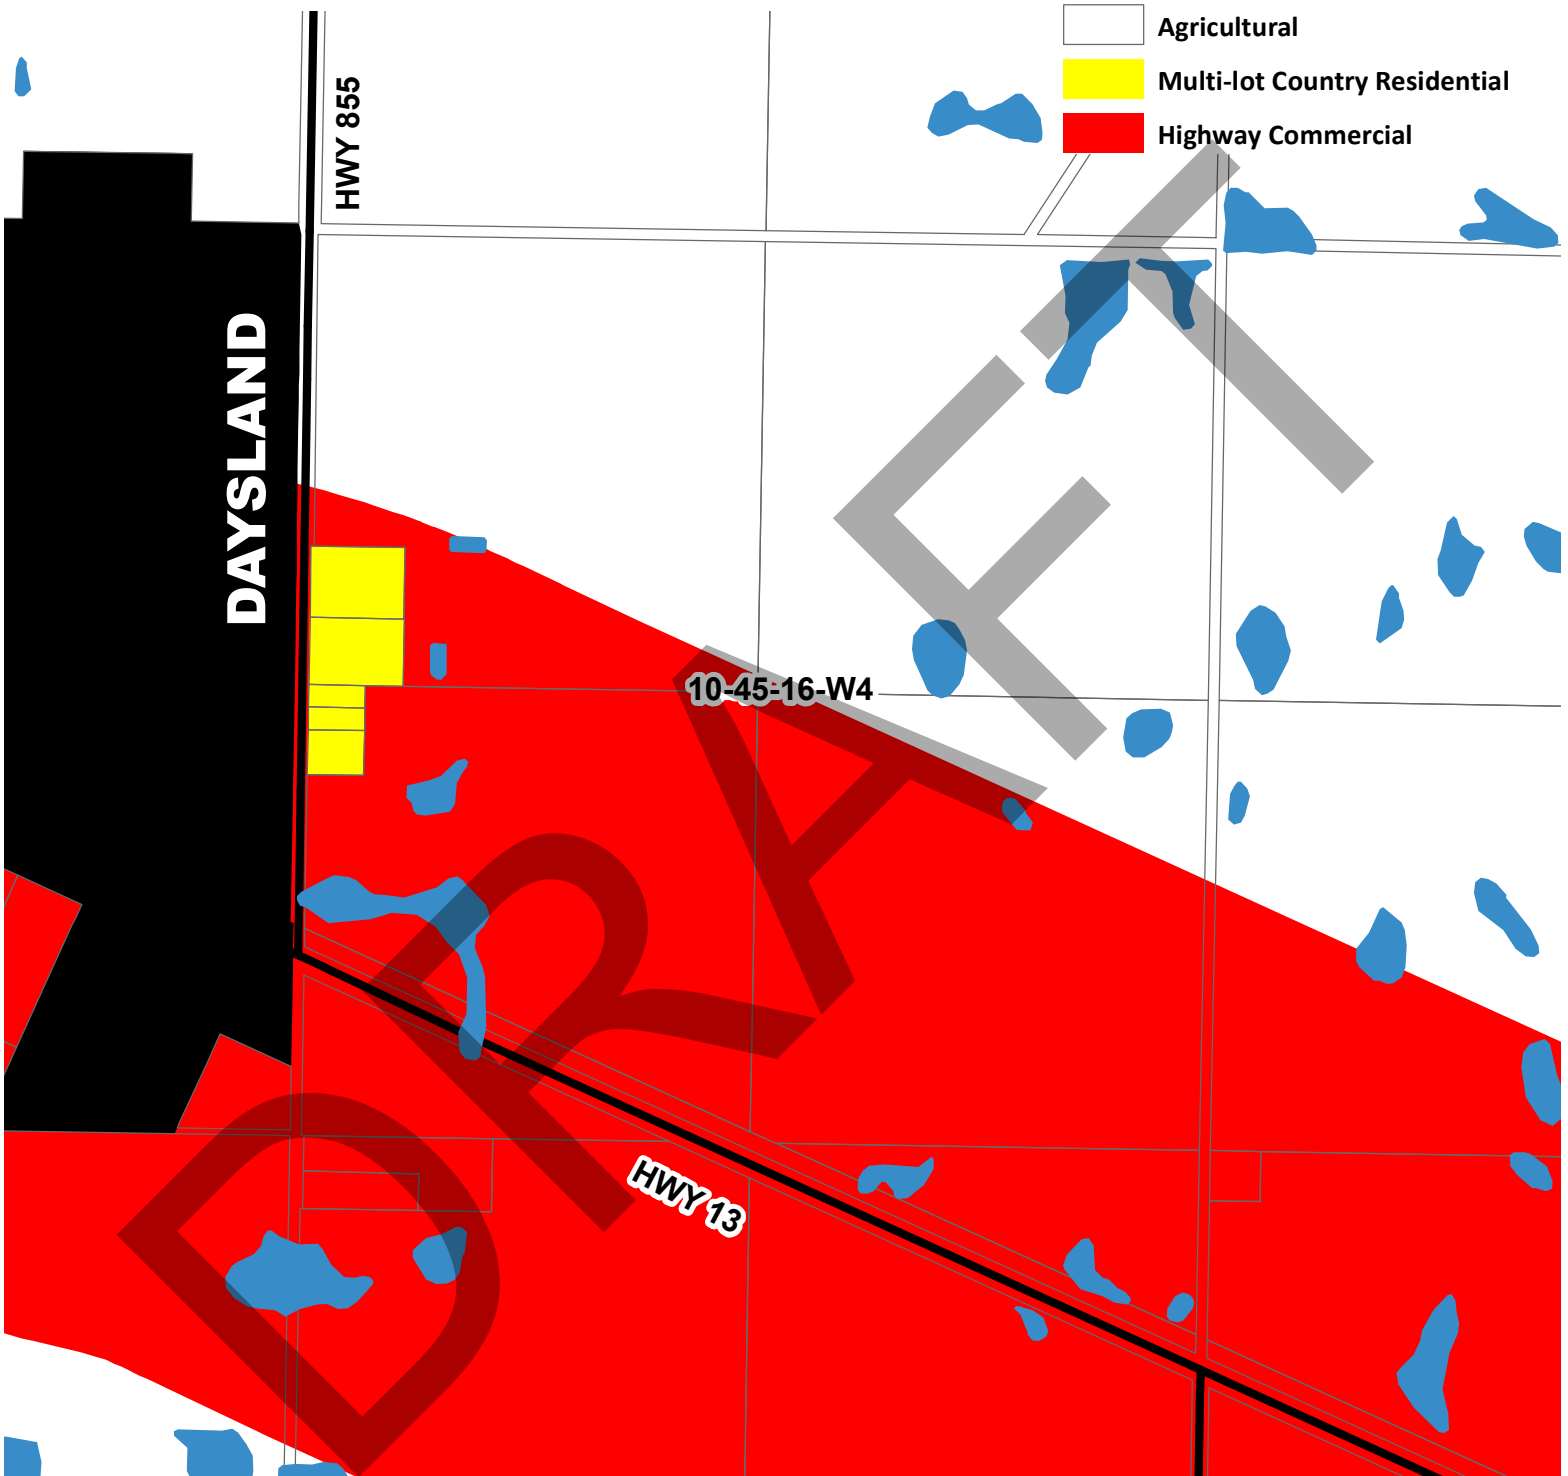 Agricultural
Multi-lot Country Residential
Highway Commercial
HWY 855
DAYSLAND
10-45-16-W4
HWY 13
DRAFT